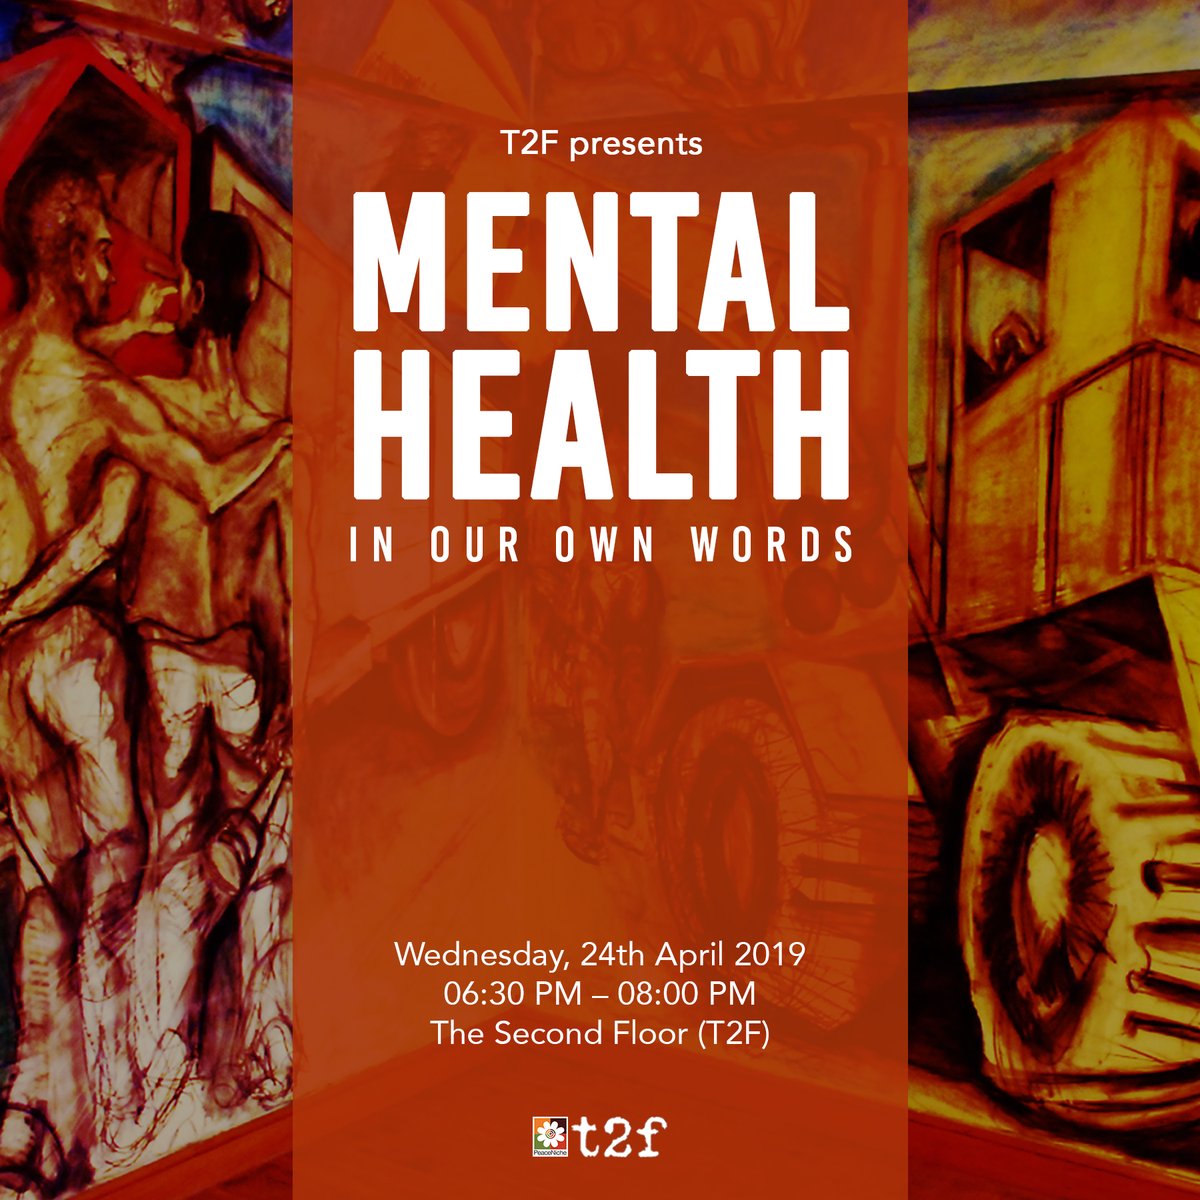 T2F presents
MENTAL
HEALTH
IN OUR OWN WORDS
Wednesday, 24th April 2019
06:30 PM – 08:00 PM
The Second Floor (T2F)
PeaceNiche
t2f